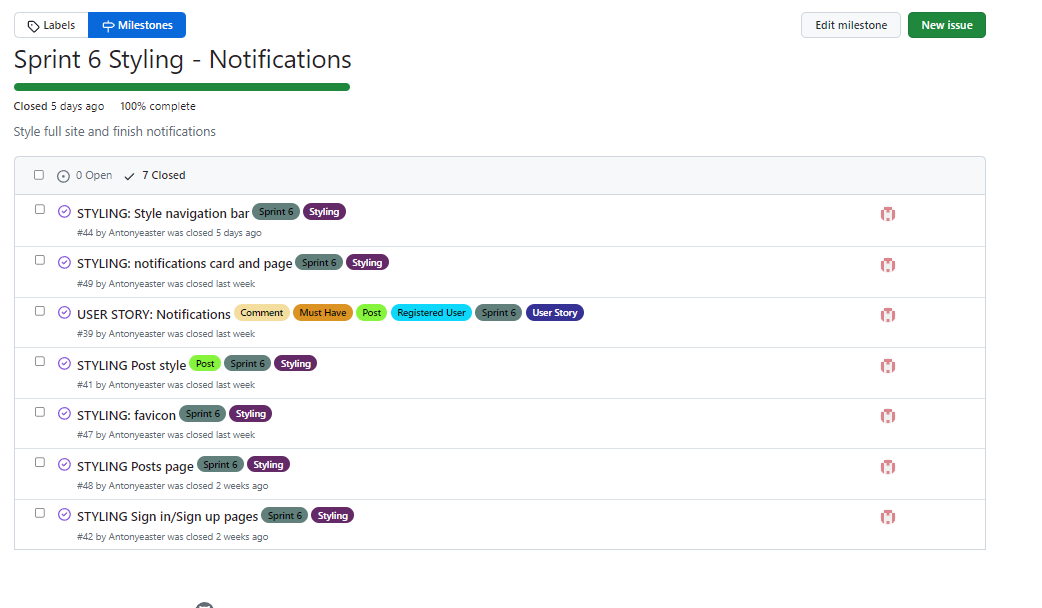 Labels Milestones Edit milestone New issue
Sprint 6 Styling - Notifications
Closed 5 days ago 100% complete
Style full site and finish notifications
0 Open 7 Closed
STYLING: Style navigation bar Sprint 6 Styling
#44 by Antonyeaster was closed 5 days ago
STYLING: notifications card and page Sprint 6 Styling
#49 by Antonyeaster was closed last week
USER STORY: Notifications Comment Must Have Post Registered User Sprint 6 User Story
#39 by Antonyeaster was closed last week
STYLING Post style Post Sprint 6 Styling
#41 by Antonyeaster was closed last week
STYLING: favicon Sprint 6 Styling
#47 by Antonyeaster was closed last week
STYLING Posts page Sprint 6 Styling
#48 by Antonyeaster was closed 2 weeks ago
STYLING Sign in/Sign up pages Sprint 6 Styling
#42 by Antonyeaster was closed 2 weeks ago